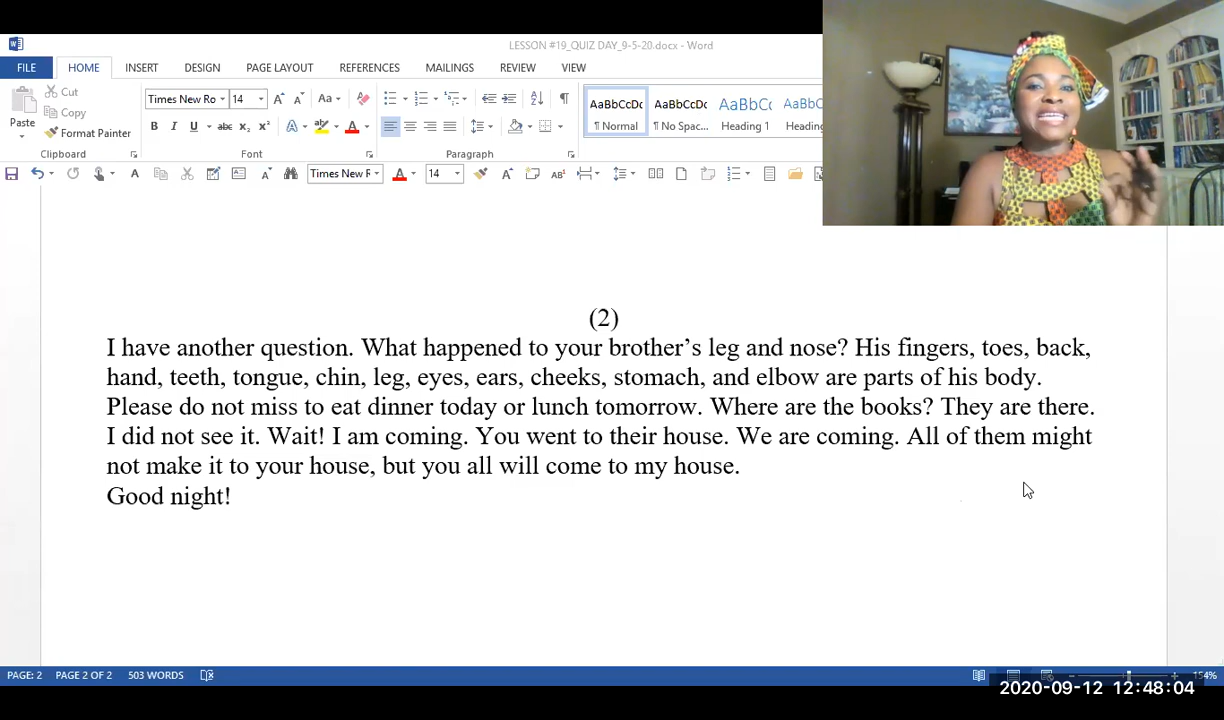 LESSON #19_QUIZ DAY_9-5-20.docx - Word
FILE HOME INSERT DESIGN PAGE LAYOUT REFERENCES MAILINGS REVIEW VIEW
Cut
Copy
Paste
Format Painter
Times New Ro 14
B I U abc X₂ X²
Clipboard Font Paragraph
AaBbCcDc AaBbCcDc AaBbCc AaBbCc
¶ Normal ¶ No Spac... Heading 1 Heading
Times New R 14
(2)
I have another question. What happened to your brother’s leg and nose? His fingers, toes, back,
hand, teeth, tongue, chin, leg, eyes, ears, cheeks, stomach, and elbow are parts of his body.
Please do not miss to eat dinner today or lunch tomorrow. Where are the books? They are there.
I did not see it. Wait! I am coming. You went to their house. We are coming. All of them might
not make it to your house, but you all will come to my house.
Good night!
PAGE: 2 PAGE 2 OF 2 503 WORDS 154%
2020-09-12 12:48:04